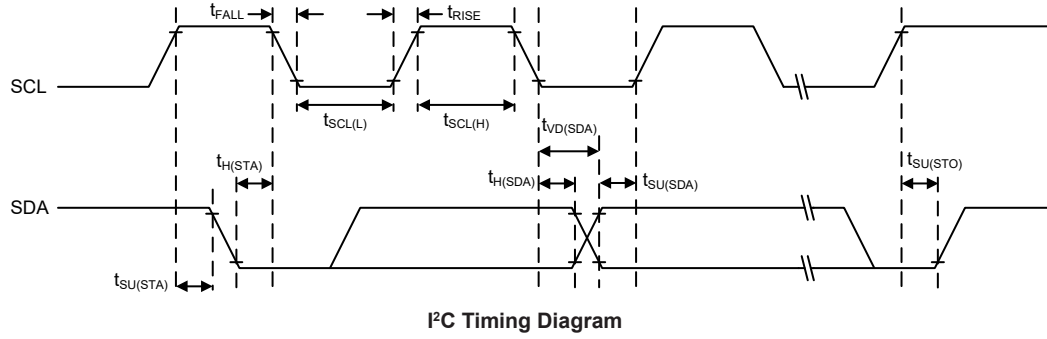 tFALL
tRISE
SCL
tSCL(L)
tSCL(H)
tVD(SDA)
tH(STA)
tH(SDA)
tSU(SDA)
tSU(STO)
SDA
tSU(STA)
I²C Timing Diagram